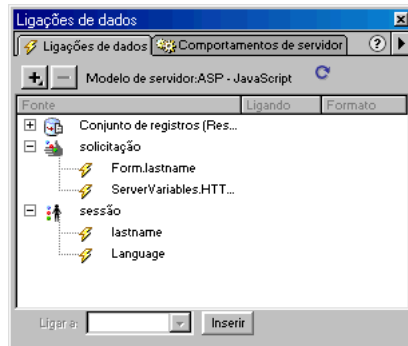 Ligações de dados
Ligações de dados Comportamentos de servidor ?
Modelo de servidor:ASP - JavaScript
Fonte Ligando Formato
Conjunto de registros (Res...
solicitação
Form.lastname
ServerVariables.HTT...
sessão
lastname
Language
Ligar a: Inserir